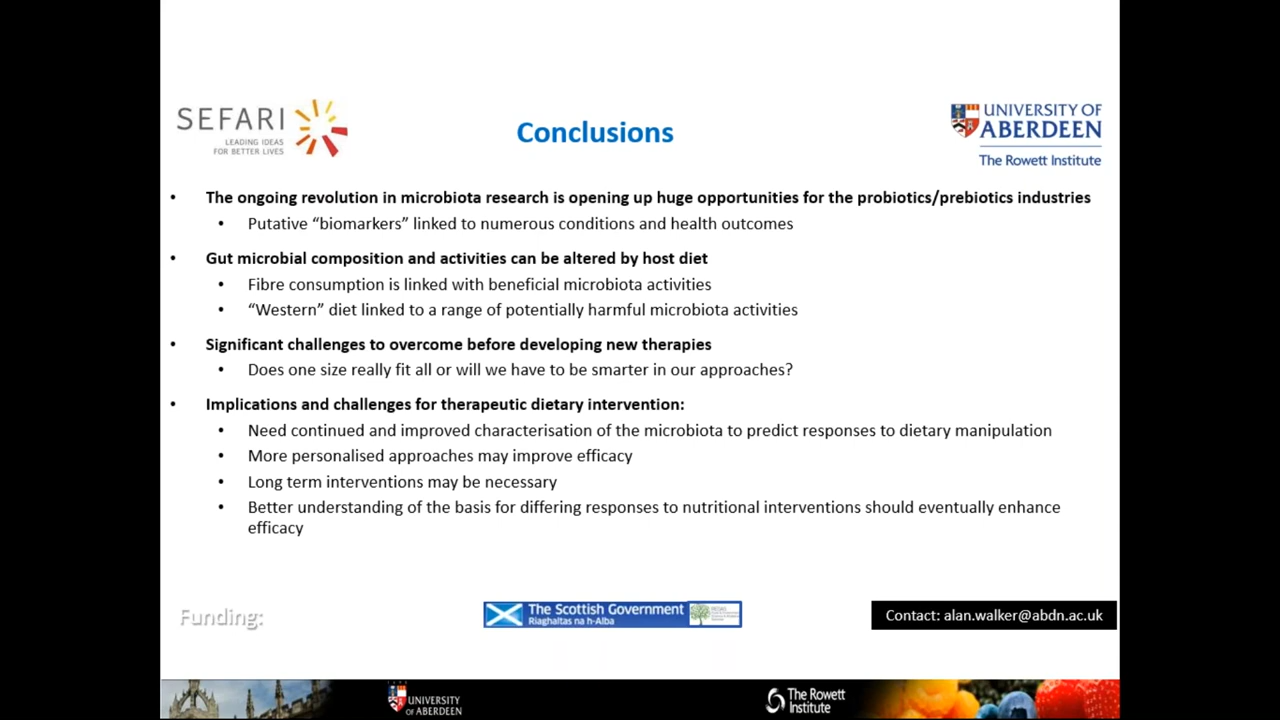 SEFARI
LEADING IDEAS
FOR BETTER LIVES
Conclusions
UNIVERSITY OF
ABERDEEN
The Rowett Institute
• The ongoing revolution in microbiota research is opening up huge opportunities for the probiotics/prebiotics industries
• Putative “biomarkers” linked to numerous conditions and health outcomes
• Gut microbial composition and activities can be altered by host diet
• Fibre consumption is linked with beneficial microbiota activities
• “Western” diet linked to a range of potentially harmful microbiota activities
• Significant challenges to overcome before developing new therapies
• Does one size really fit all or will we have to be smarter in our approaches?
• Implications and challenges for therapeutic dietary intervention:
• Need continued and improved characterisation of the microbiota to predict responses to dietary manipulation
• More personalised approaches may improve efficacy
• Long term interventions may be necessary
• Better understanding of the basis for differing responses to nutritional interventions should eventually enhance
efficacy
Funding:
The Scottish Government
Riaghaltas na h-Alba
Contact: alan.walker@abdn.ac.uk
UNIVERSITY
OF ABERDEEN
The Rowett
Institute